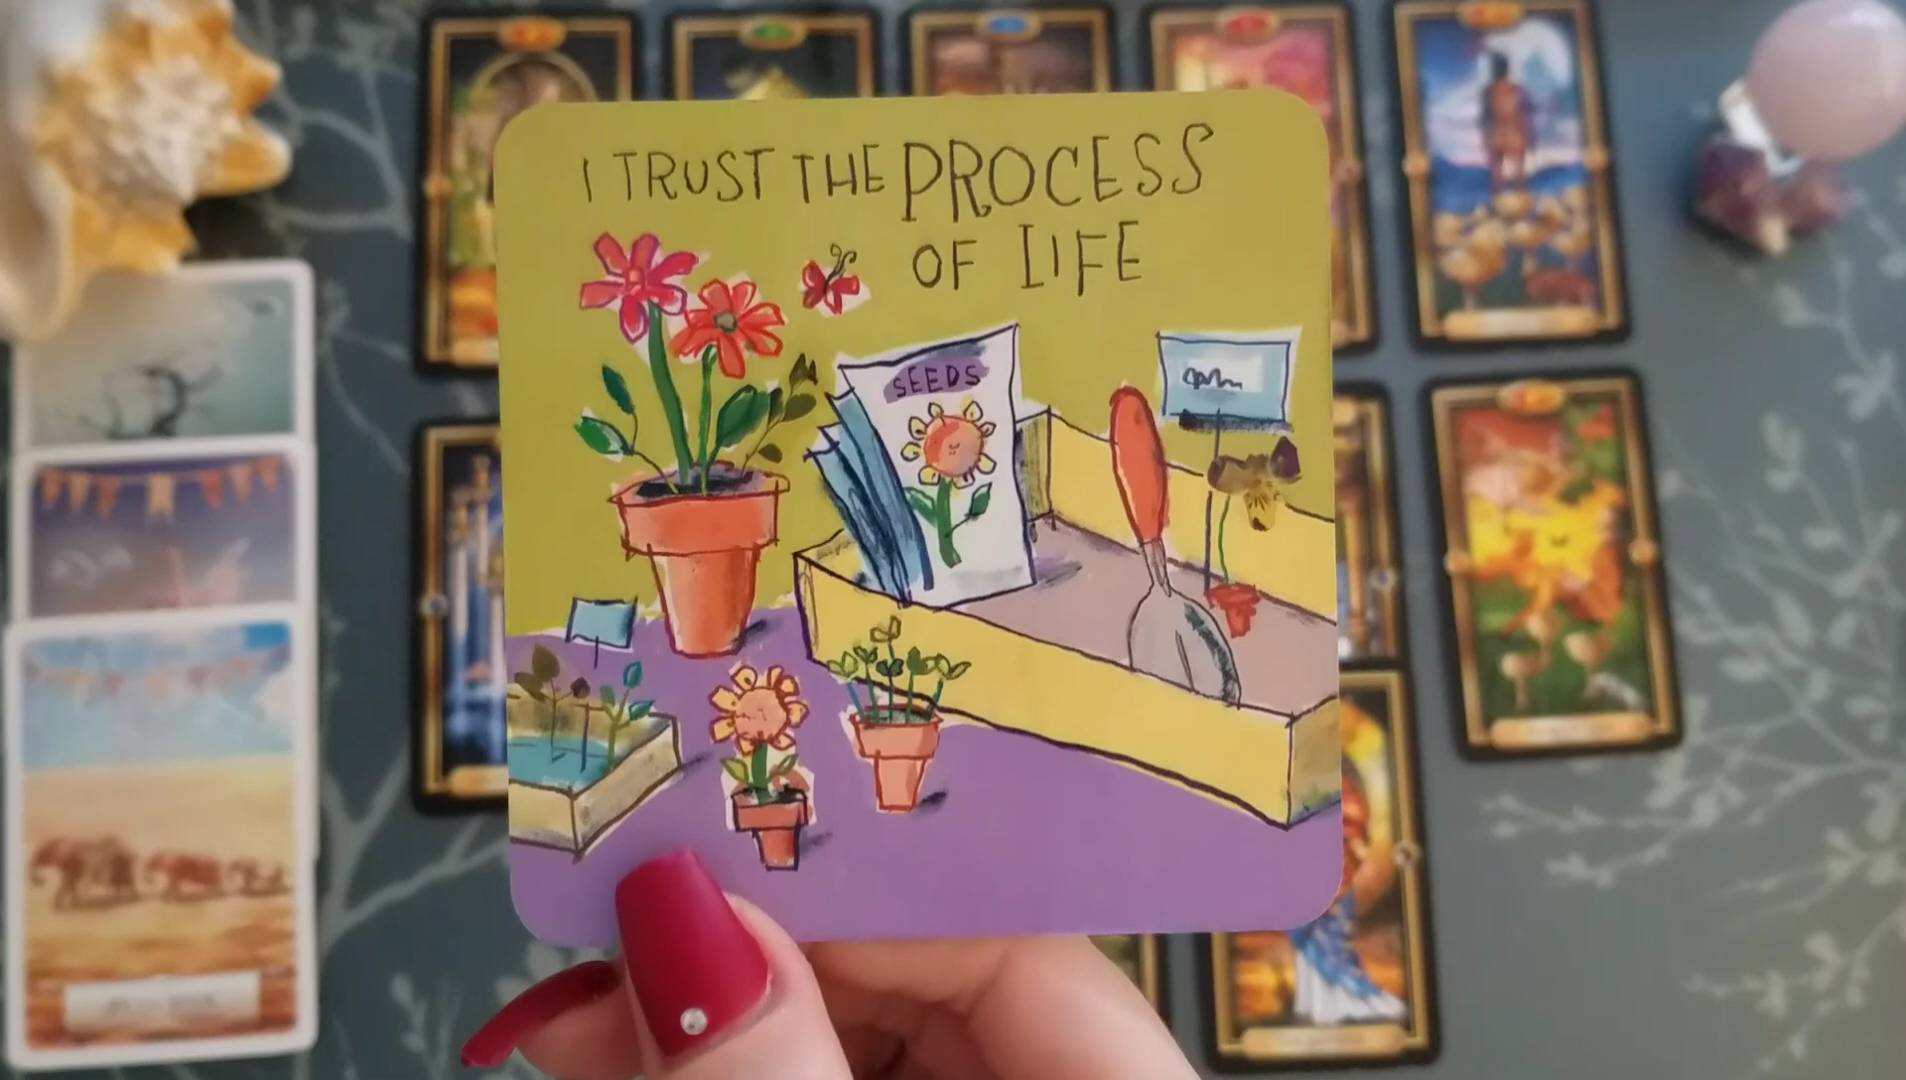 I TRUST THE PROCESS
OF LIFE
SEEDS